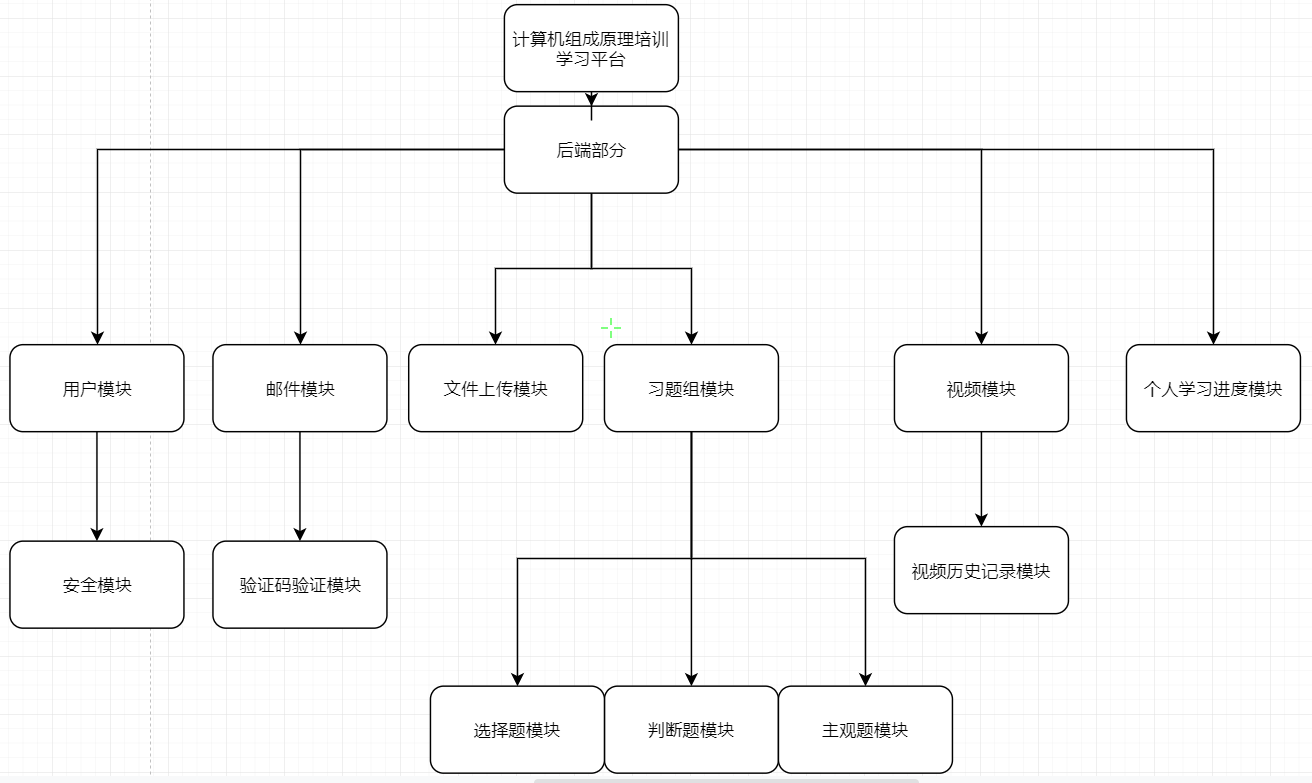 计算机组成原理培训
学习平台
后端部分
用户模块
邮件模块
文件上传模块
习题组模块
视频模块
个人学习进度模块
安全模块
验证码验证模块
视频历史记录模块
选择题模块
判断题模块
主观题模块